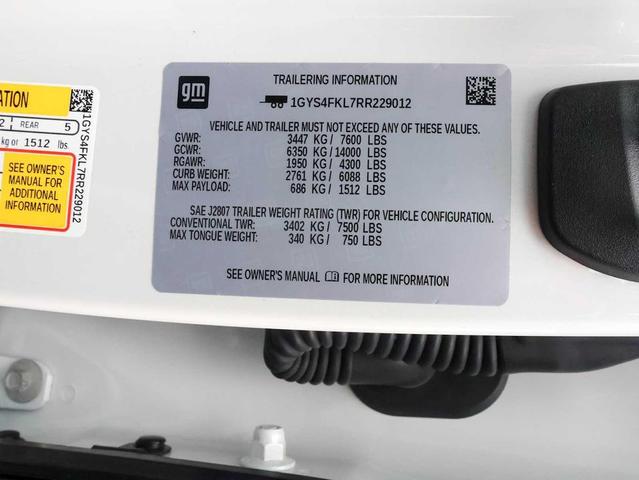 gm
TRAILERING INFORMATION
1GYS4FKL7RR229012
VEHICLE AND TRAILER MUST NOT EXCEED ANY OF THESE VALUES.
GVWR: 3447 KG / 7600 LBS
GCWR: 6350 KG / 14000 LBS
RGAWR: 1950 KG / 4300 LBS
CURB WEIGHT: 2761 KG / 6088 LBS
MAX PAYLOAD: 686 KG / 1512 LBS
SAE J2807 TRAILER WEIGHT RATING (TWR) FOR VEHICLE CONFIGURATION.
CONVENTIONAL TWR: 3402 KG / 7500 LBS
MAX TONGUE WEIGHT: 340 KG / 750 LBS
SEE OWNER'S MANUAL FOR MORE INFORMATION
ATION
2 REAR 5
kg or 1512 lbs.
SEE OWNER'S
MANUAL FOR
ADDITIONAL
INFORMATION
1GYS4FKL7RR229012